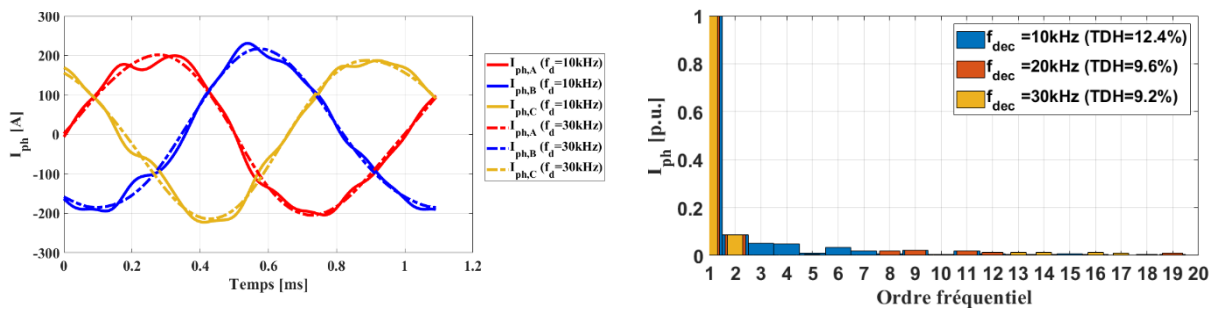 300
200
100
0
-100
-200
-300
I_ph [A]
0
0.2
0.4
0.6
0.8
1
1.2
Temps [ms]
I_ph,A (f_d=10kHz)
I_ph,B (f_d=10kHz)
I_ph,C (f_d=10kHz)
I_ph,A (f_d=30kHz)
I_ph,B (f_d=30kHz)
I_ph,C (f_d=30kHz)
1
0.8
0.6
0.4
0.2
0
I_ph [p.u.]
f_dec =10kHz (TDH=12.4%)
f_dec =20kHz (TDH=9.6%)
f_dec =30kHz (TDH=9.2%)
1 2 3 4 5 6 7 8 9 10 11 12 13 14 15 16 17 18 19 20
Ordre fréquentiel